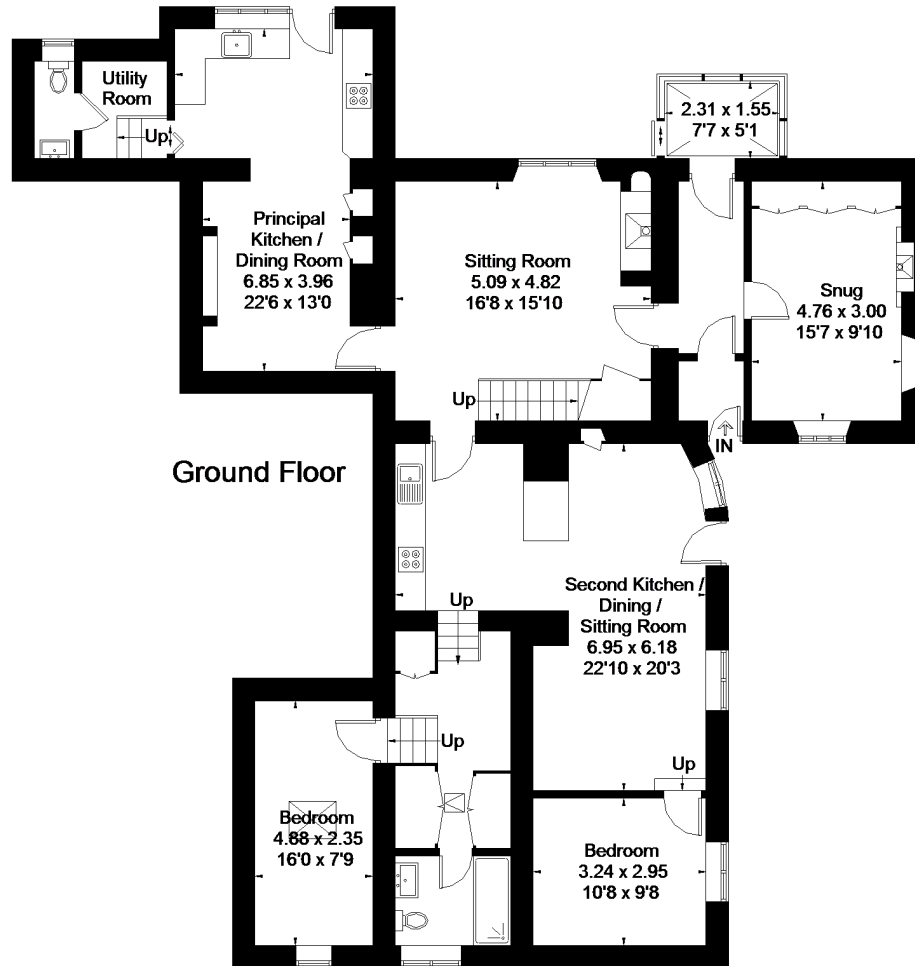 Utility
Room
Up
2.31 x 1.55
7'7 x 5'1
Principal
Kitchen /
Dining Room
6.85 x 3.96
22'6 x 13'0
Sitting Room
5.09 x 4.82
16'8 x 15'10
Snug
4.76 x 3.00
15'7 x 9'10
Up
IN
Ground Floor
Second Kitchen /
Dining /
Sitting Room
6.95 x 6.18
22'10 x 20'3
Up
Up
Up
Bedroom
4.88 x 2.35
16'0 x 7'9
Bedroom
3.24 x 2.95
10'8 x 9'8